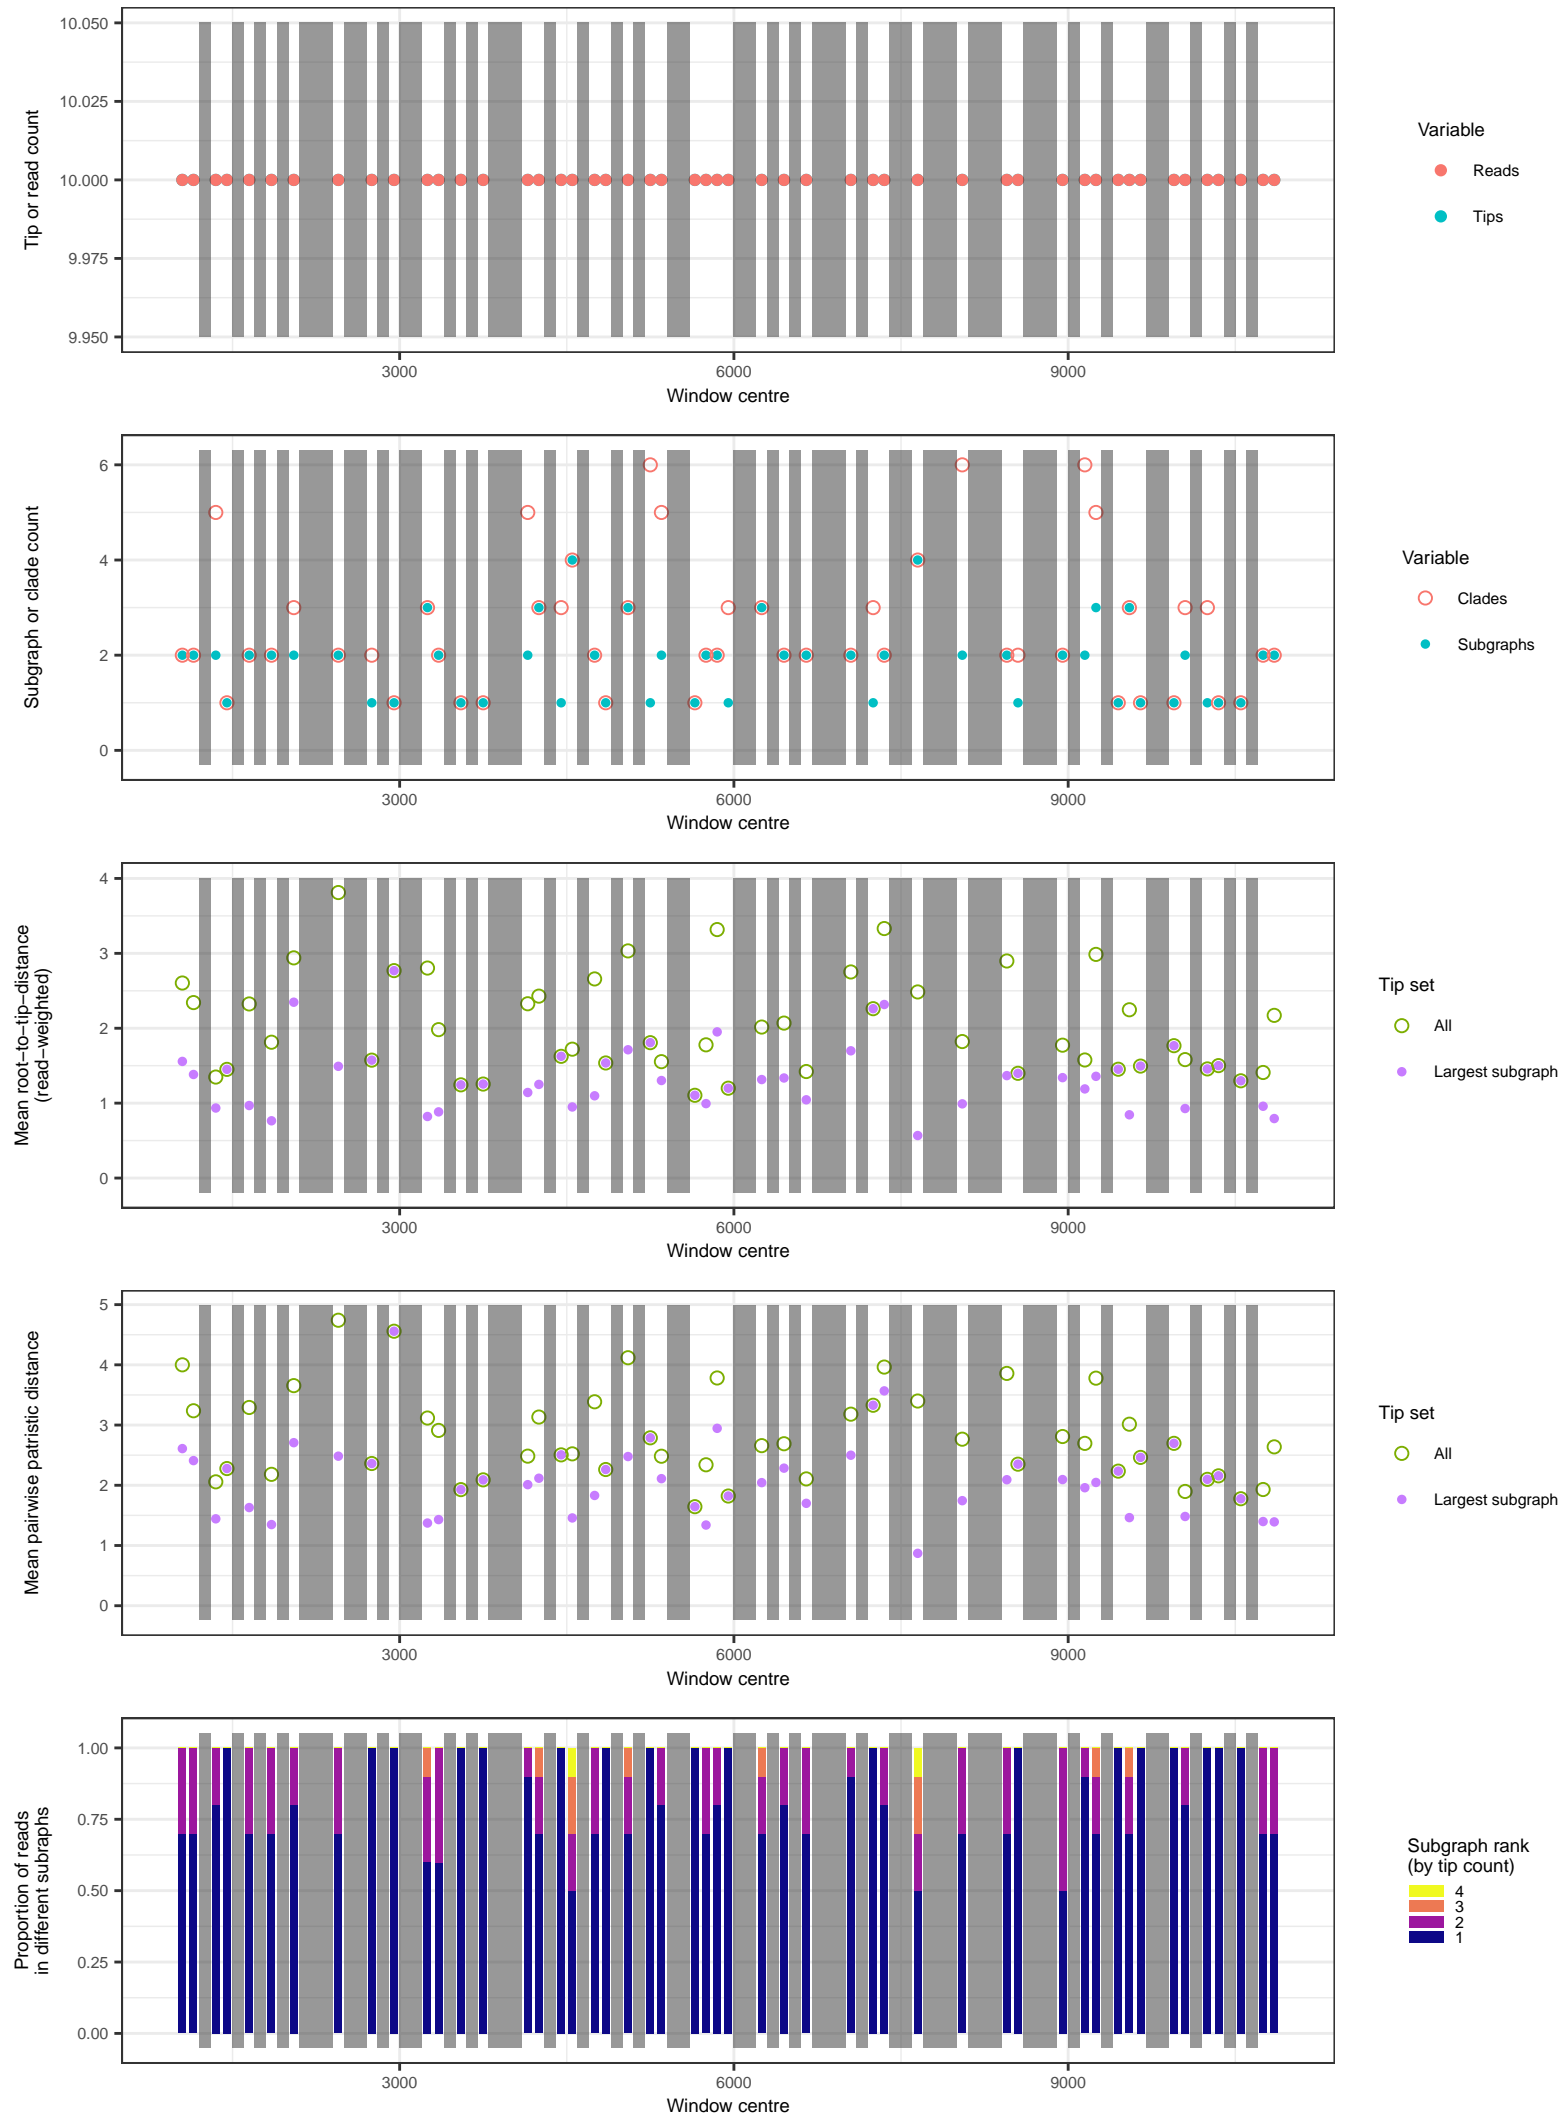 10.050
10.025
10.000
9.975
9.950
Tip or read count
3000
6000
9000
Window centre
Variable
Reads
Tips
6
4
2
0
Subgraph or clade count
3000
6000
9000
Window centre
Variable
Clades
Subgraphs
4
3
2
1
0
Mean root−to−tip−distance
(read−weighted)
3000
6000
9000
Window centre
Tip set
All
Largest subgraph
5
4
3
2
1
0
Mean pairwise patristic distance
3000
6000
9000
Window centre
Tip set
All
Largest subgraph
1.00
0.75
0.50
0.25
0.00
Proportion of reads
in different subraphs
3000
6000
9000
Window centre
Subgraph rank
(by tip count)
4
3
2
1